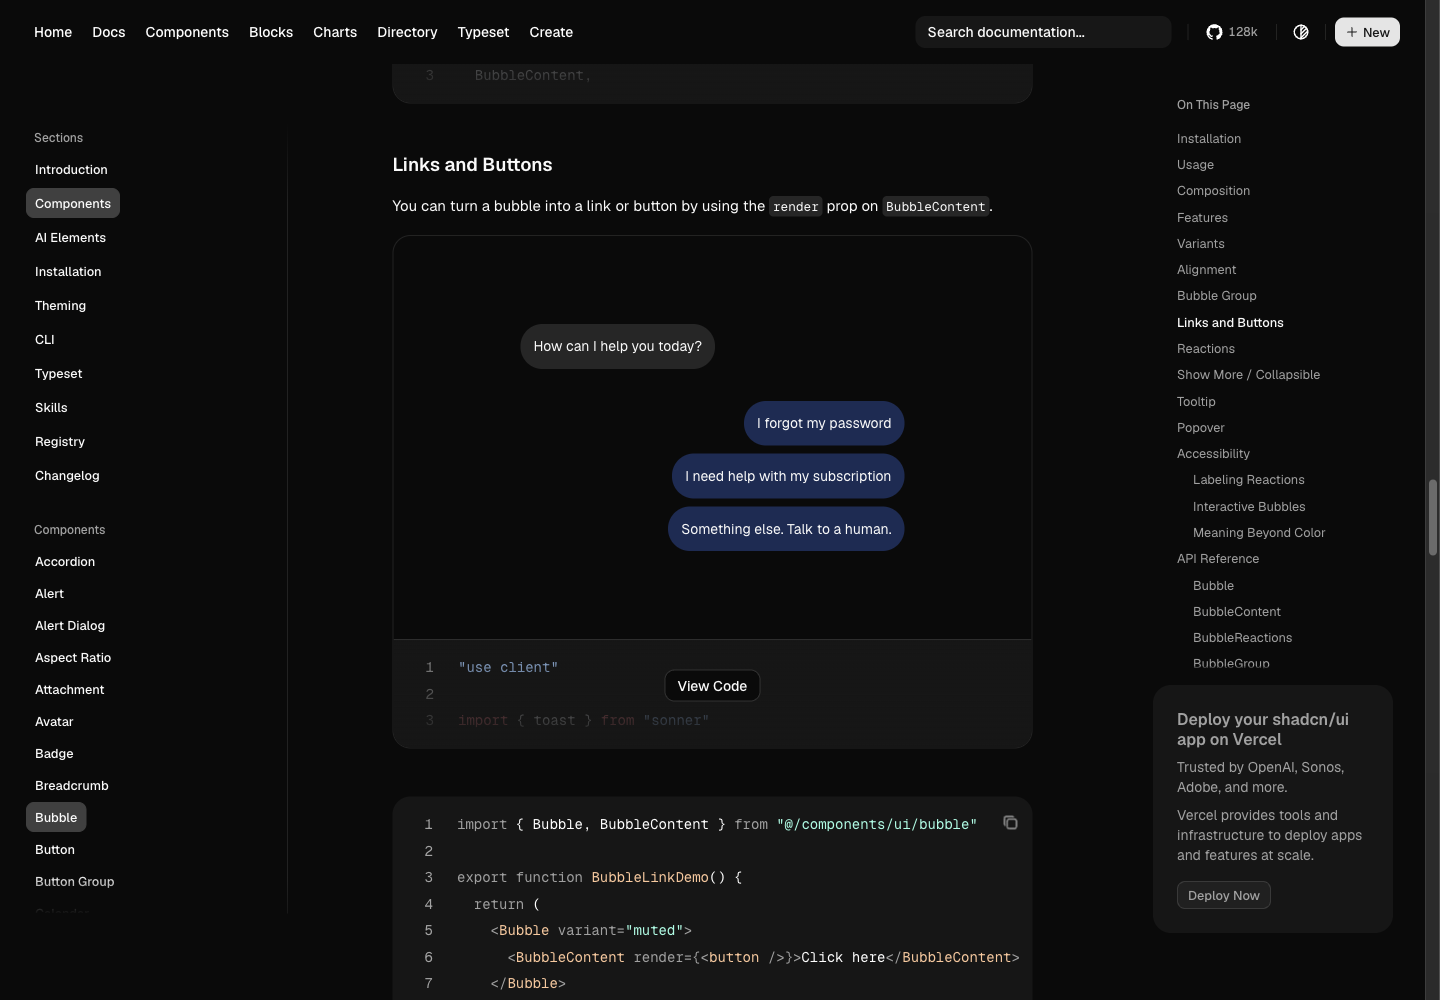 Home Docs Components Blocks Charts Directory Typeset Create
Search documentation...
128k
New
Sections
Introduction
Components
AI Elements
Installation
Theming
CLI
Typeset
Skills
Registry
Changelog
Components
Accordion
Alert
Alert Dialog
Aspect Ratio
Attachment
Avatar
Badge
Breadcrumb
Bubble
Button
Button Group
Calendar
3 BubbleContent,
Links and Buttons
You can turn a bubble into a link or button by using the render prop on BubbleContent.
How can I help you today?
I forgot my password
I need help with my subscription
Something else. Talk to a human.
1 "use client"
2
3 import { toast } from "sonner"
View Code
1 import { Bubble, BubbleContent } from "@/components/ui/bubble"
2
3 export function BubbleLinkDemo() {
4 return (
5 <Bubble variant="muted">
6 <BubbleContent render={<button />}>Click here</BubbleContent>
7 </Bubble>
On This Page
Installation
Usage
Composition
Features
Variants
Alignment
Bubble Group
Links and Buttons
Reactions
Show More / Collapsible
Tooltip
Popover
Accessibility
Labeling Reactions
Interactive Bubbles
Meaning Beyond Color
API Reference
Bubble
BubbleContent
BubbleReactions
BubbleGroup
Deploy your shadcn/ui
app on Vercel
Trusted by OpenAI, Sonos,
Adobe, and more.
Vercel provides tools and
infrastructure to deploy apps
and features at scale.
Deploy Now